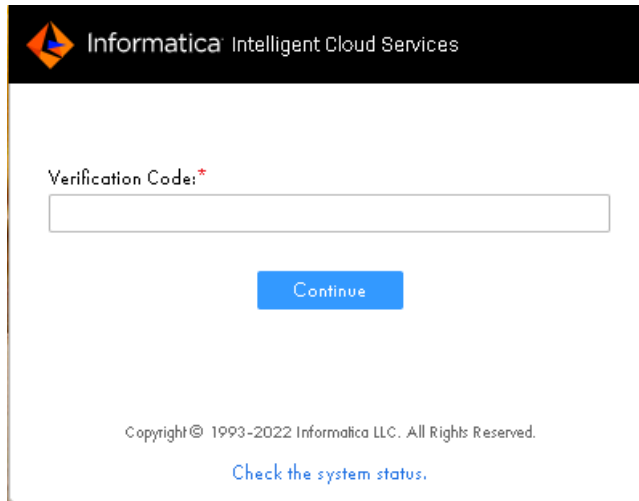 Informatica Intelligent Cloud Services
Verification Code:*
Continue
Copyright© 1993-2022 Informatica LLC. All Rights Reserved.
Check the system status.